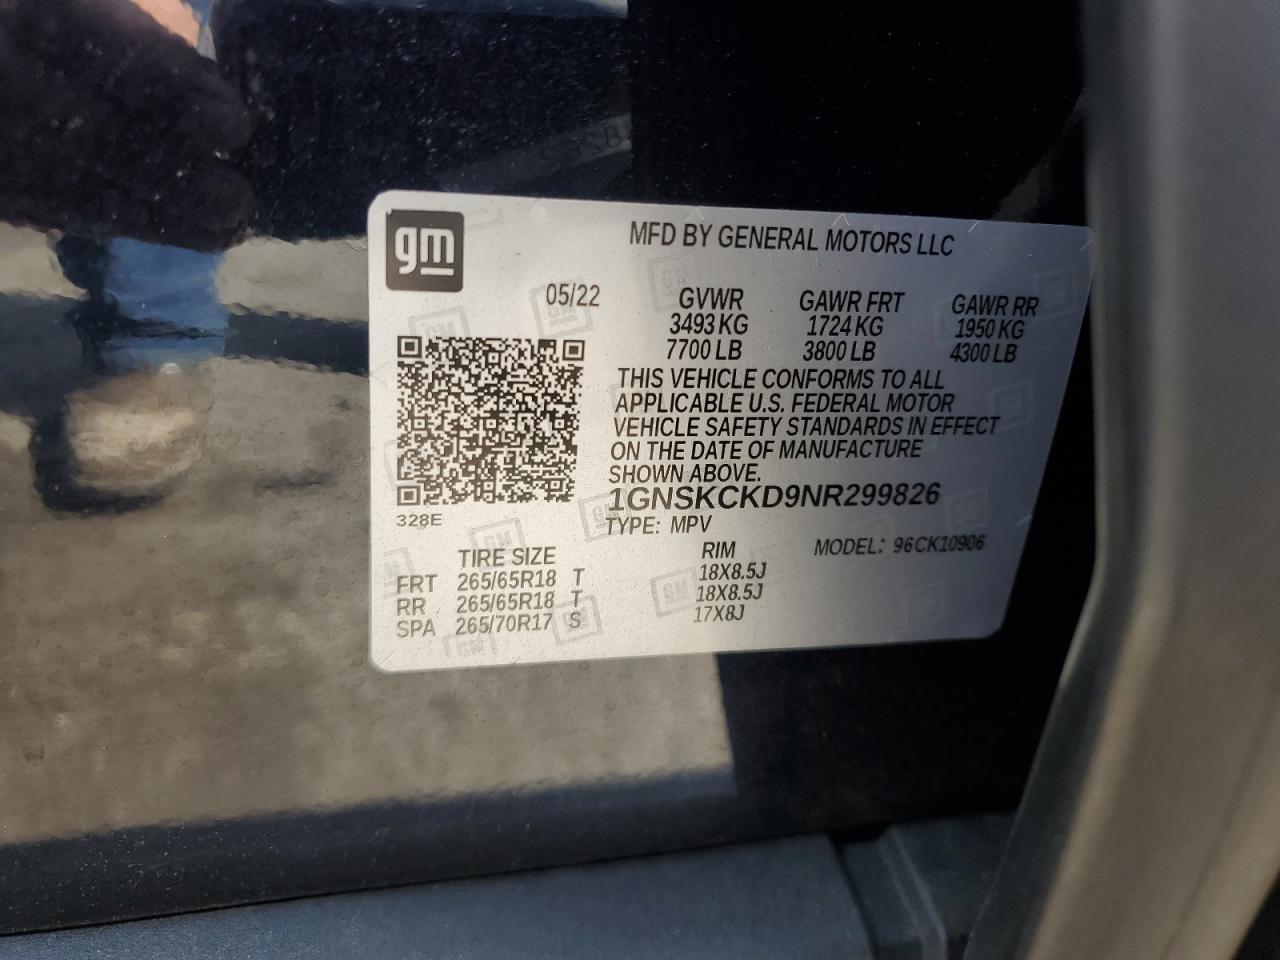 gm
MFD BY GENERAL MOTORS LLC
05/22
GVWR GAWR FRT GAWR RR
3493 KG 1724 KG 1950 KG
7700 LB 3800 LB 4300 LB
THIS VEHICLE CONFORMS TO ALL
APPLICABLE U.S. FEDERAL MOTOR
VEHICLE SAFETY STANDARDS IN EFFECT
ON THE DATE OF MANUFACTURE
SHOWN ABOVE.
1GNSKCKD9NR299826
328E
TYPE: MPV MODEL: 96CK10906
TIRE SIZE RIM
FRT 265/65R18 T 18X8.5J
RR 265/65R18 T 18X8.5J
SPA 265/70R17 S 17X8J